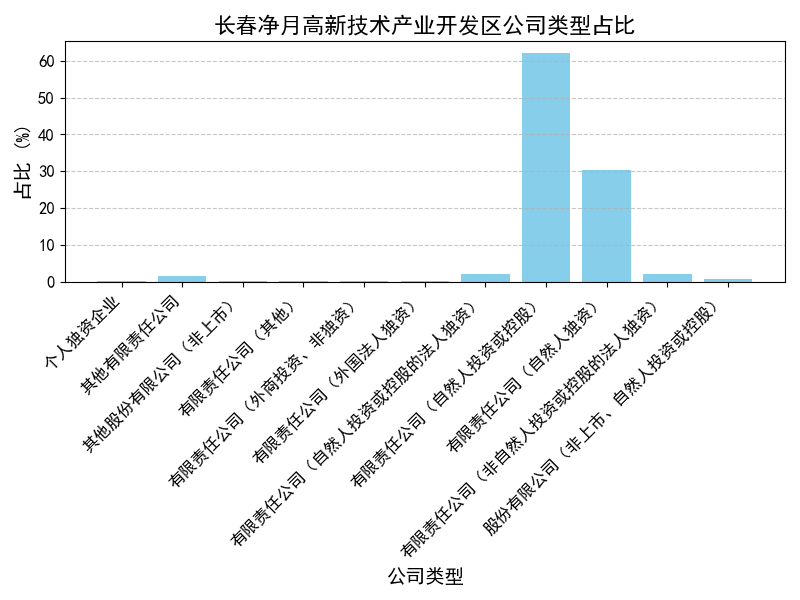 长春净月高新技术产业开发区公司类型占比
占比 (%)
60
50
40
30
20
10
0
个人独资企业
其他有限责任公司
其他股份有限公司（非上市）
有限责任公司（其他）
有限责任公司（外商投资、非独资）
有限责任公司（外国法人独资）
有限责任公司（自然人投资或控股的法人独资）
有限责任公司（自然人投资或控股）
有限责任公司（自然人独资）
有限责任公司（非自然人投资或控股的法人独资）
股份有限公司（非上市、自然人投资或控股）
公司类型